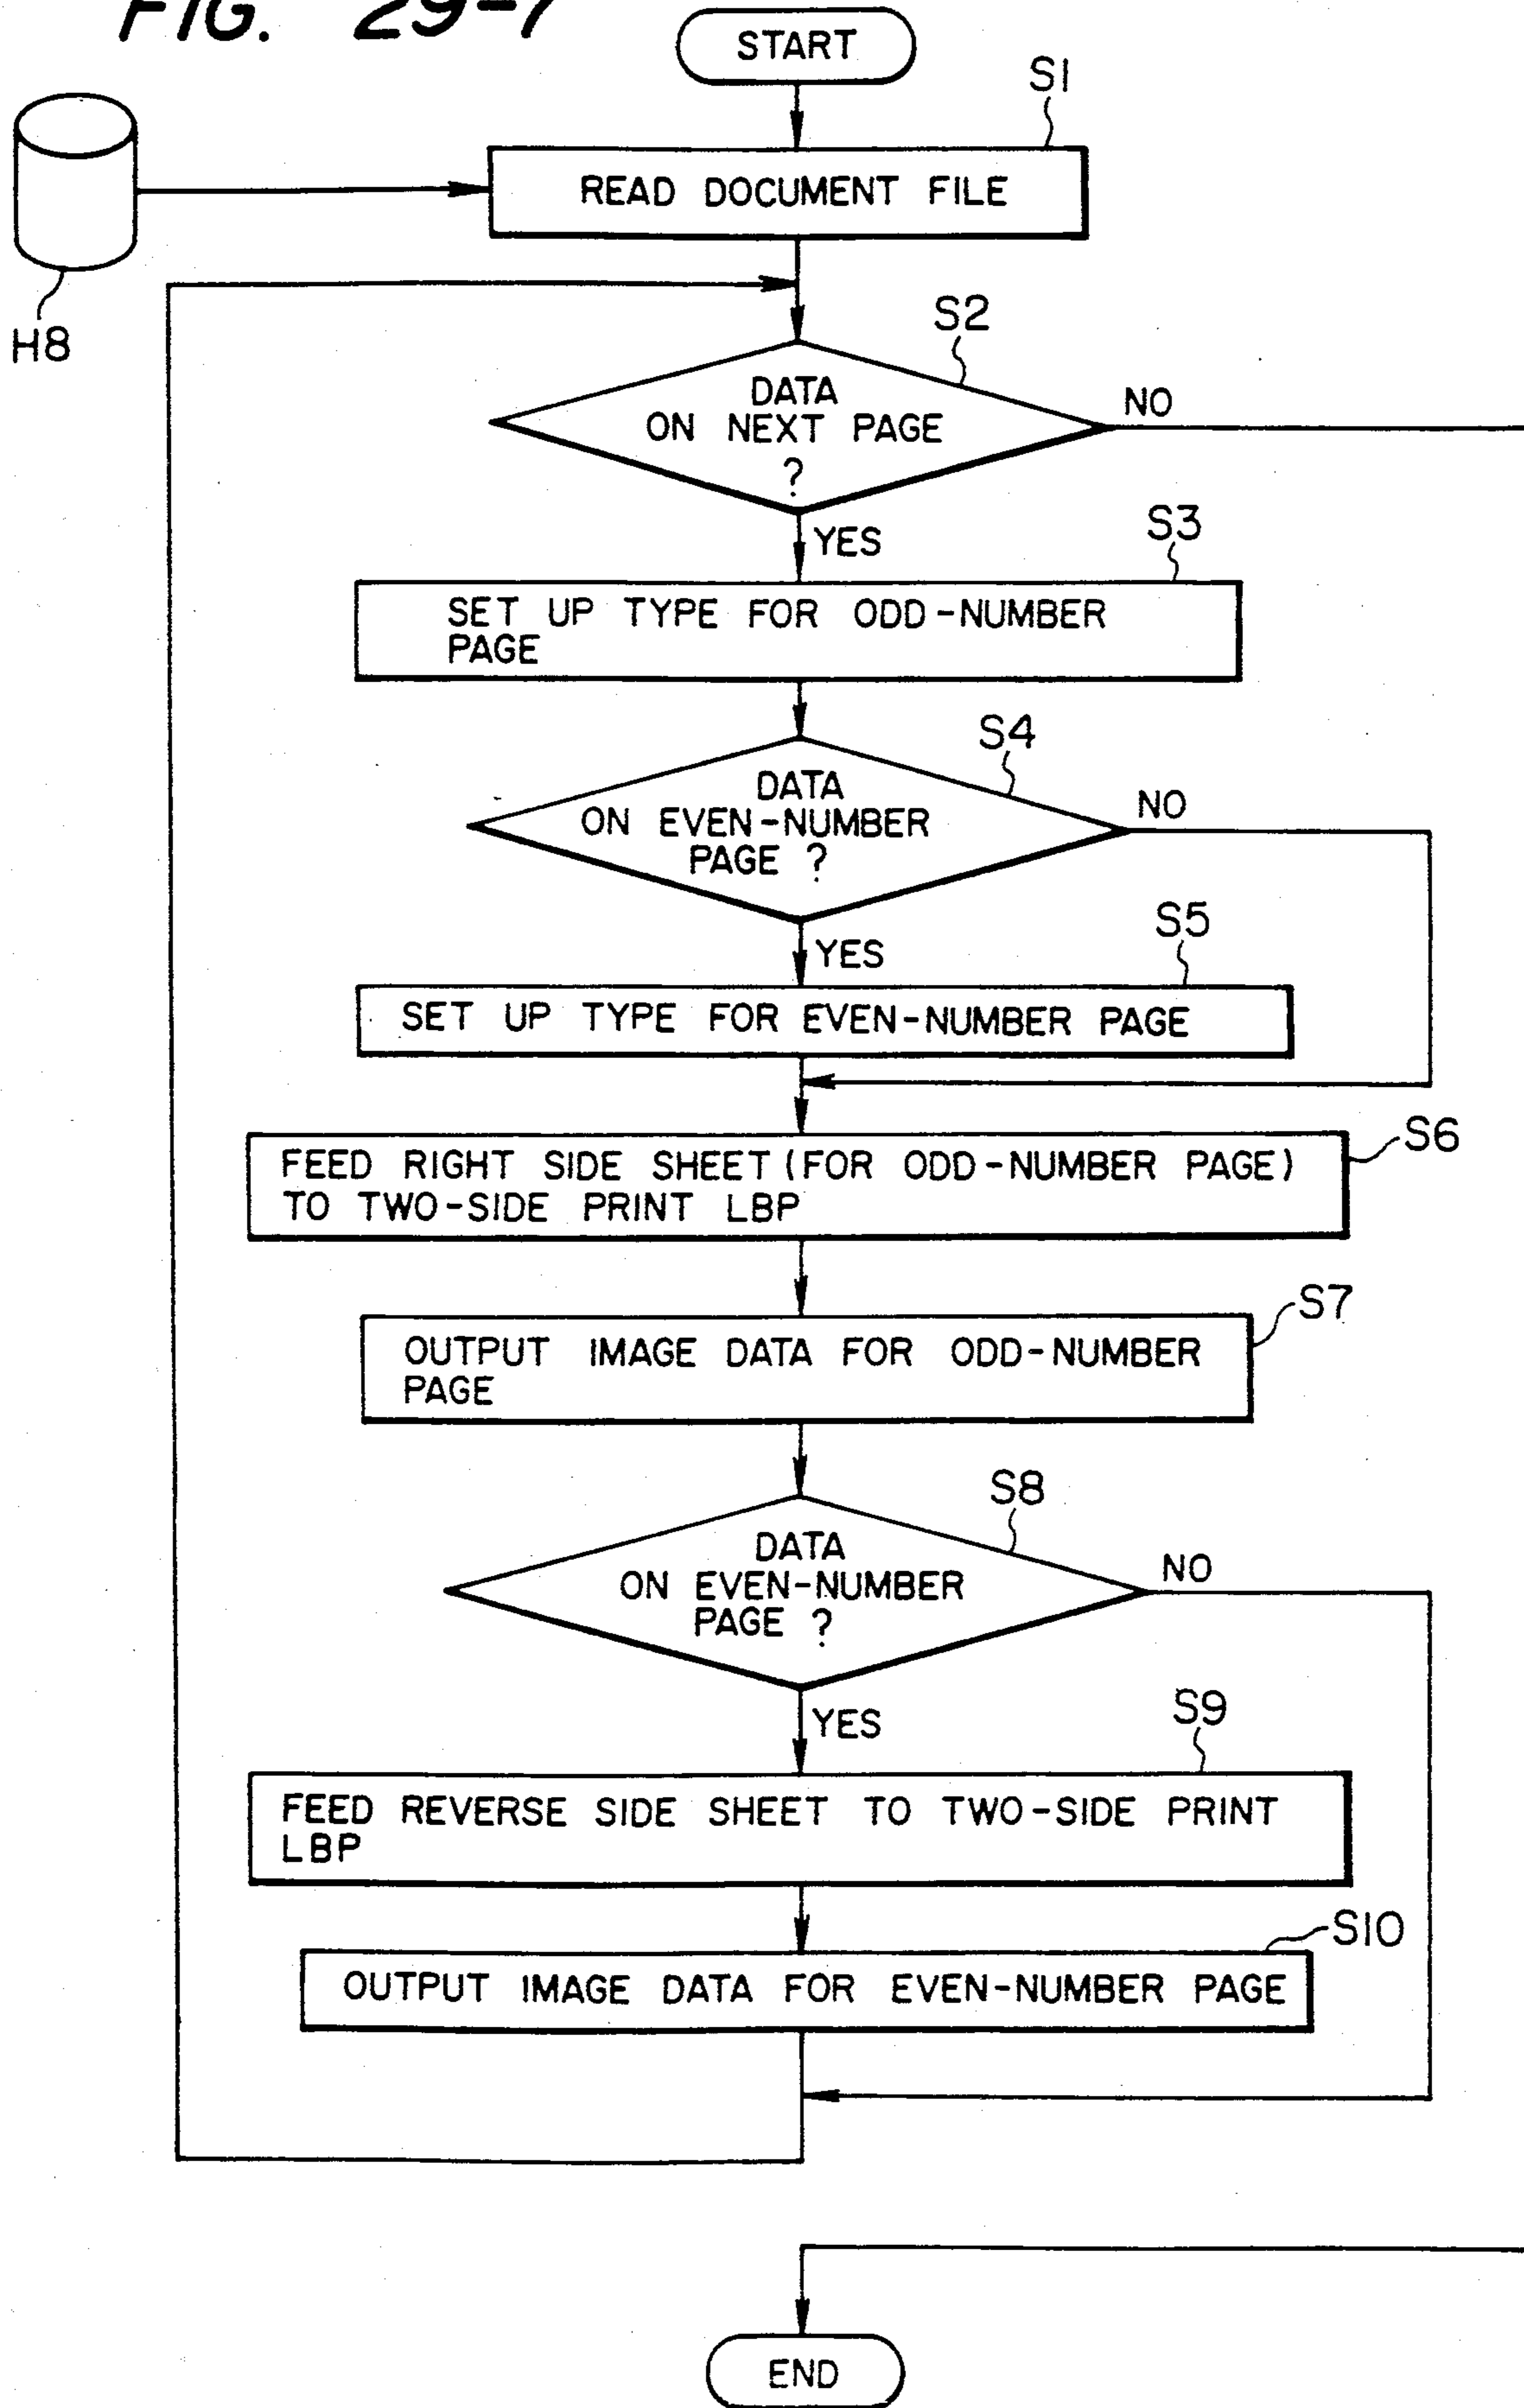 FIG. 29-7
START
S1
READ DOCUMENT FILE
H8
S2
DATA
ON NEXT PAGE
?
NO
YES
S3
SET UP TYPE FOR ODD-NUMBER
PAGE
S4
DATA
ON EVEN-NUMBER
PAGE ?
NO
YES
S5
SET UP TYPE FOR EVEN-NUMBER PAGE
S6
FEED RIGHT SIDE SHEET (FOR ODD-NUMBER PAGE)
TO TWO-SIDE PRINT LBP
S7
OUTPUT IMAGE DATA FOR ODD-NUMBER
PAGE
S8
DATA
ON EVEN-NUMBER
PAGE ?
NO
YES
S9
FEED REVERSE SIDE SHEET TO TWO-SIDE PRINT
LBP
S10
OUTPUT IMAGE DATA FOR EVEN-NUMBER PAGE
END